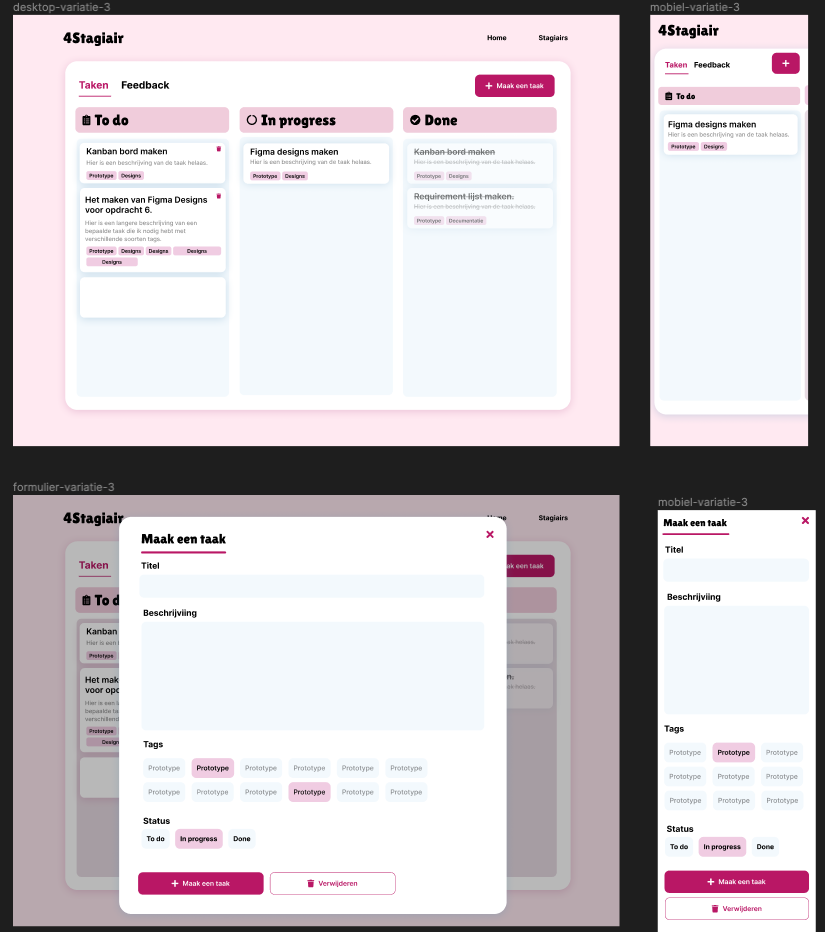 desktop-variatie-3
4Stagiair
Home
Stagiairs
Taken
Feedback
Maak een taak
To do
In progress
Done
Kanban bord maken
Hier is een beschrijving van de taak helaas.
Prototype
Designs
Het maken van Figma Designs
voor opdracht 6.
Hier is een langere beschrijving van een
bepaalde taak die ik nodig hebt met
verschillende soorten tags.
Prototype
Designs
Designs
Designs
Designs
Figma designs maken
Hier is een beschrijving van de taak helaas.
Prototype
Designs
Kanban bord maken
Hier is een beschrijving van de taak helaas.
Prototype
Designs
Requirement lijst maken.
Hier is een beschrijving van de taak helaas.
Prototype
Documentatie
mobiel-variatie-3
4Stagiair
Taken
Feedback
To do
Figma designs maken
Hier is een beschrijving van de taak helaas.
Prototype
Designs
formulier-variatie-3
4Stagiair
Stagiairs
Taken
ak een taak
To d
Kanban
Hier is een
Prototype
Het mak
voor opd
Hier is een
bepaalde ta
verschillend
Prototype
Design
Maak een taak
Titel
Beschrijviing
Tags
Prototype
Prototype
Prototype
Prototype
Prototype
Prototype
Prototype
Prototype
Prototype
Prototype
Prototype
Prototype
Status
To do
In progress
Done
Maak een taak
Verwijderen
mobiel-variatie-3
Maak een taak
Titel
Beschrijviing
Tags
Prototype
Prototype
Prototype
Prototype
Prototype
Prototype
Prototype
Prototype
Prototype
Status
To do
In progress
Done
Maak een taak
Verwijderen